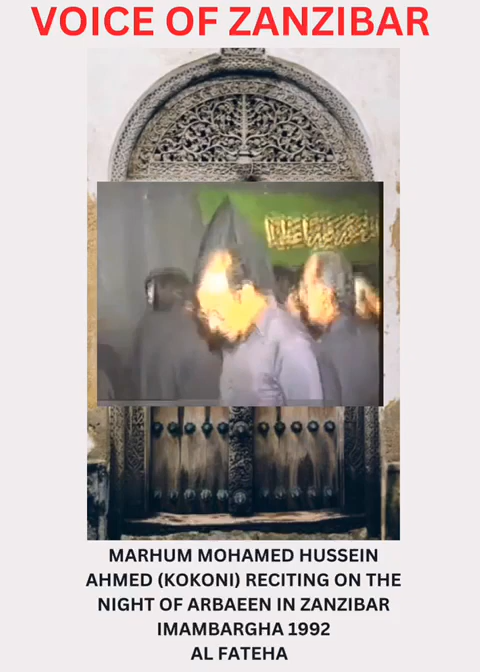 VOICE OF ZANZIBAR
MARHUM MOHAMED HUSSEIN
AHMED (KOKONI) RECITING ON THE
NIGHT OF ARBAEEN IN ZANZIBAR
IMAMBARGHA 1992
AL FATEHA